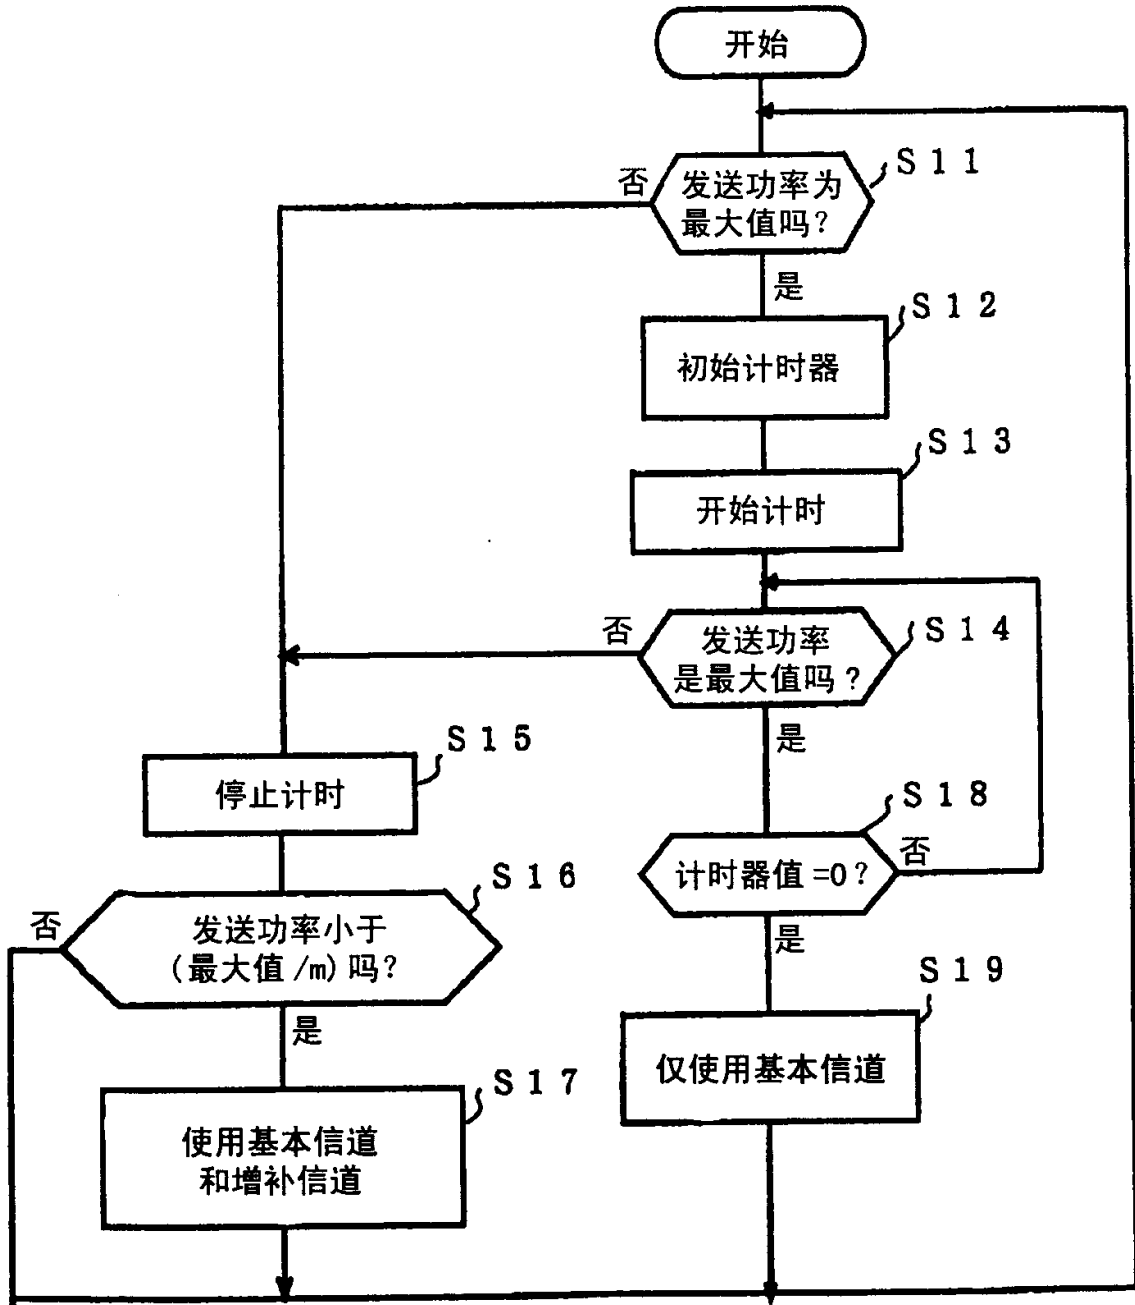 开始
S11
否
发送功率为
最大值吗？
是
S12
初始计时器
S13
开始计时
S14
否
发送功率
是最大值吗？
是
S15
停止计时
S18
计时器值=0？
否
S16
否
发送功率小于
(最大值/m)吗？
是
是
S19
仅使用基本信道
S17
使用基本信道
和增补信道